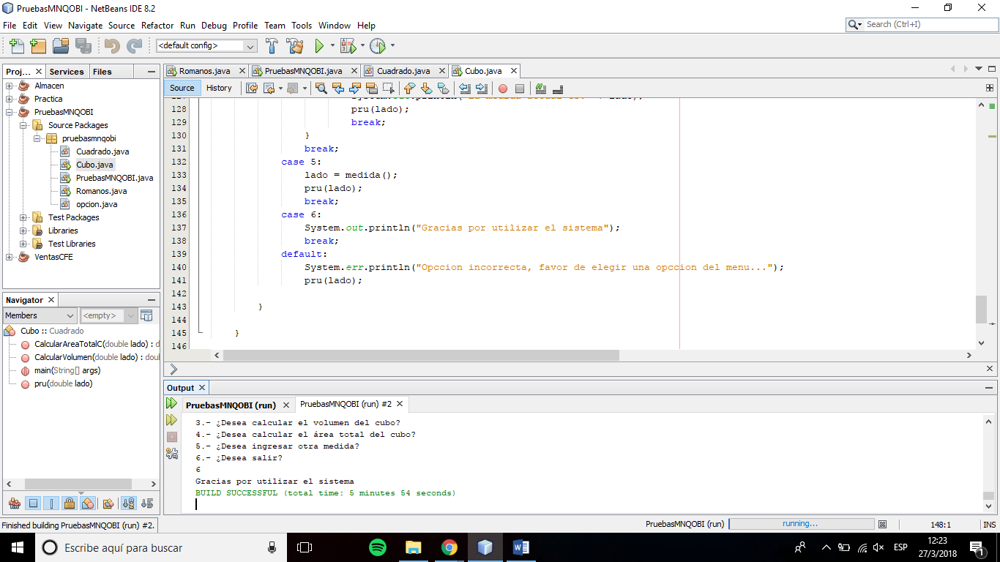 PruebasMNQOBI - NetBeans IDE 8.2
File Edit View Navigate Source Refactor Run Debug Profile Team Tools Window Help
Search (Ctrl+I)
<default config>
Proj... Services Files
Romanos.java PruebasMNQOBI.java Cuadrado.java Cubo.java
Source History
Almacen
Practica
PruebasMNQOBI
Source Packages
pruebasmnqobi
Cuadrado.java
Cubo.java
PruebasMNQOBI.java
Romanos.java
opcion.java
Test Packages
Libraries
Test Libraries
VentasCFE
128 pru(lado);
129 break;
130 }
131 break;
132 case 5:
133 lado = medida();
134 pru(lado);
135 break;
136 case 6:
137 System.out.println("Gracias por utilizar el sistema");
138 break;
139 default:
140 System.err.println("Opccion incorrecta, favor de elegir una opccion del menu...");
141 pru(lado);
142
143 }
144
145 }
146
Navigator
Members <empty>
Cubo :: Cuadrado
CalcularAreaTotalC(double lado) : d
CalcularVolumen(double lado) : doul
main(String[] args)
pru(double lado)
Output
PruebasMNQOBI (run) PruebasMNQOBI (run) #2
3.- ¿Desea calcular el volumen del cubo?
4.- ¿Desea calcular el área total del cubo?
5.- ¿Desea ingresar otra medida?
6.- ¿Desea salir?
6
Gracias por utilizar el sistema
BUILD SUCCESSFUL (total time: 5 minutes 54 seconds)
Finished building PruebasMNQOBI (run) #2.
PruebasMNQOBI (run) running... 148:1 INS
Escribe aquí para buscar
ESP
12:23
27/3/2018
1